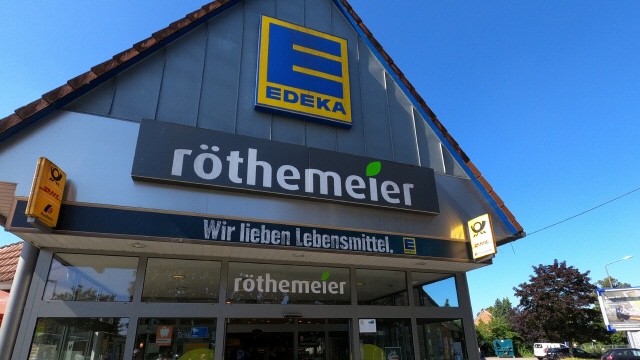 E
EDEKA
röthemeier
Wir lieben Lebensmittel.
röthemeier